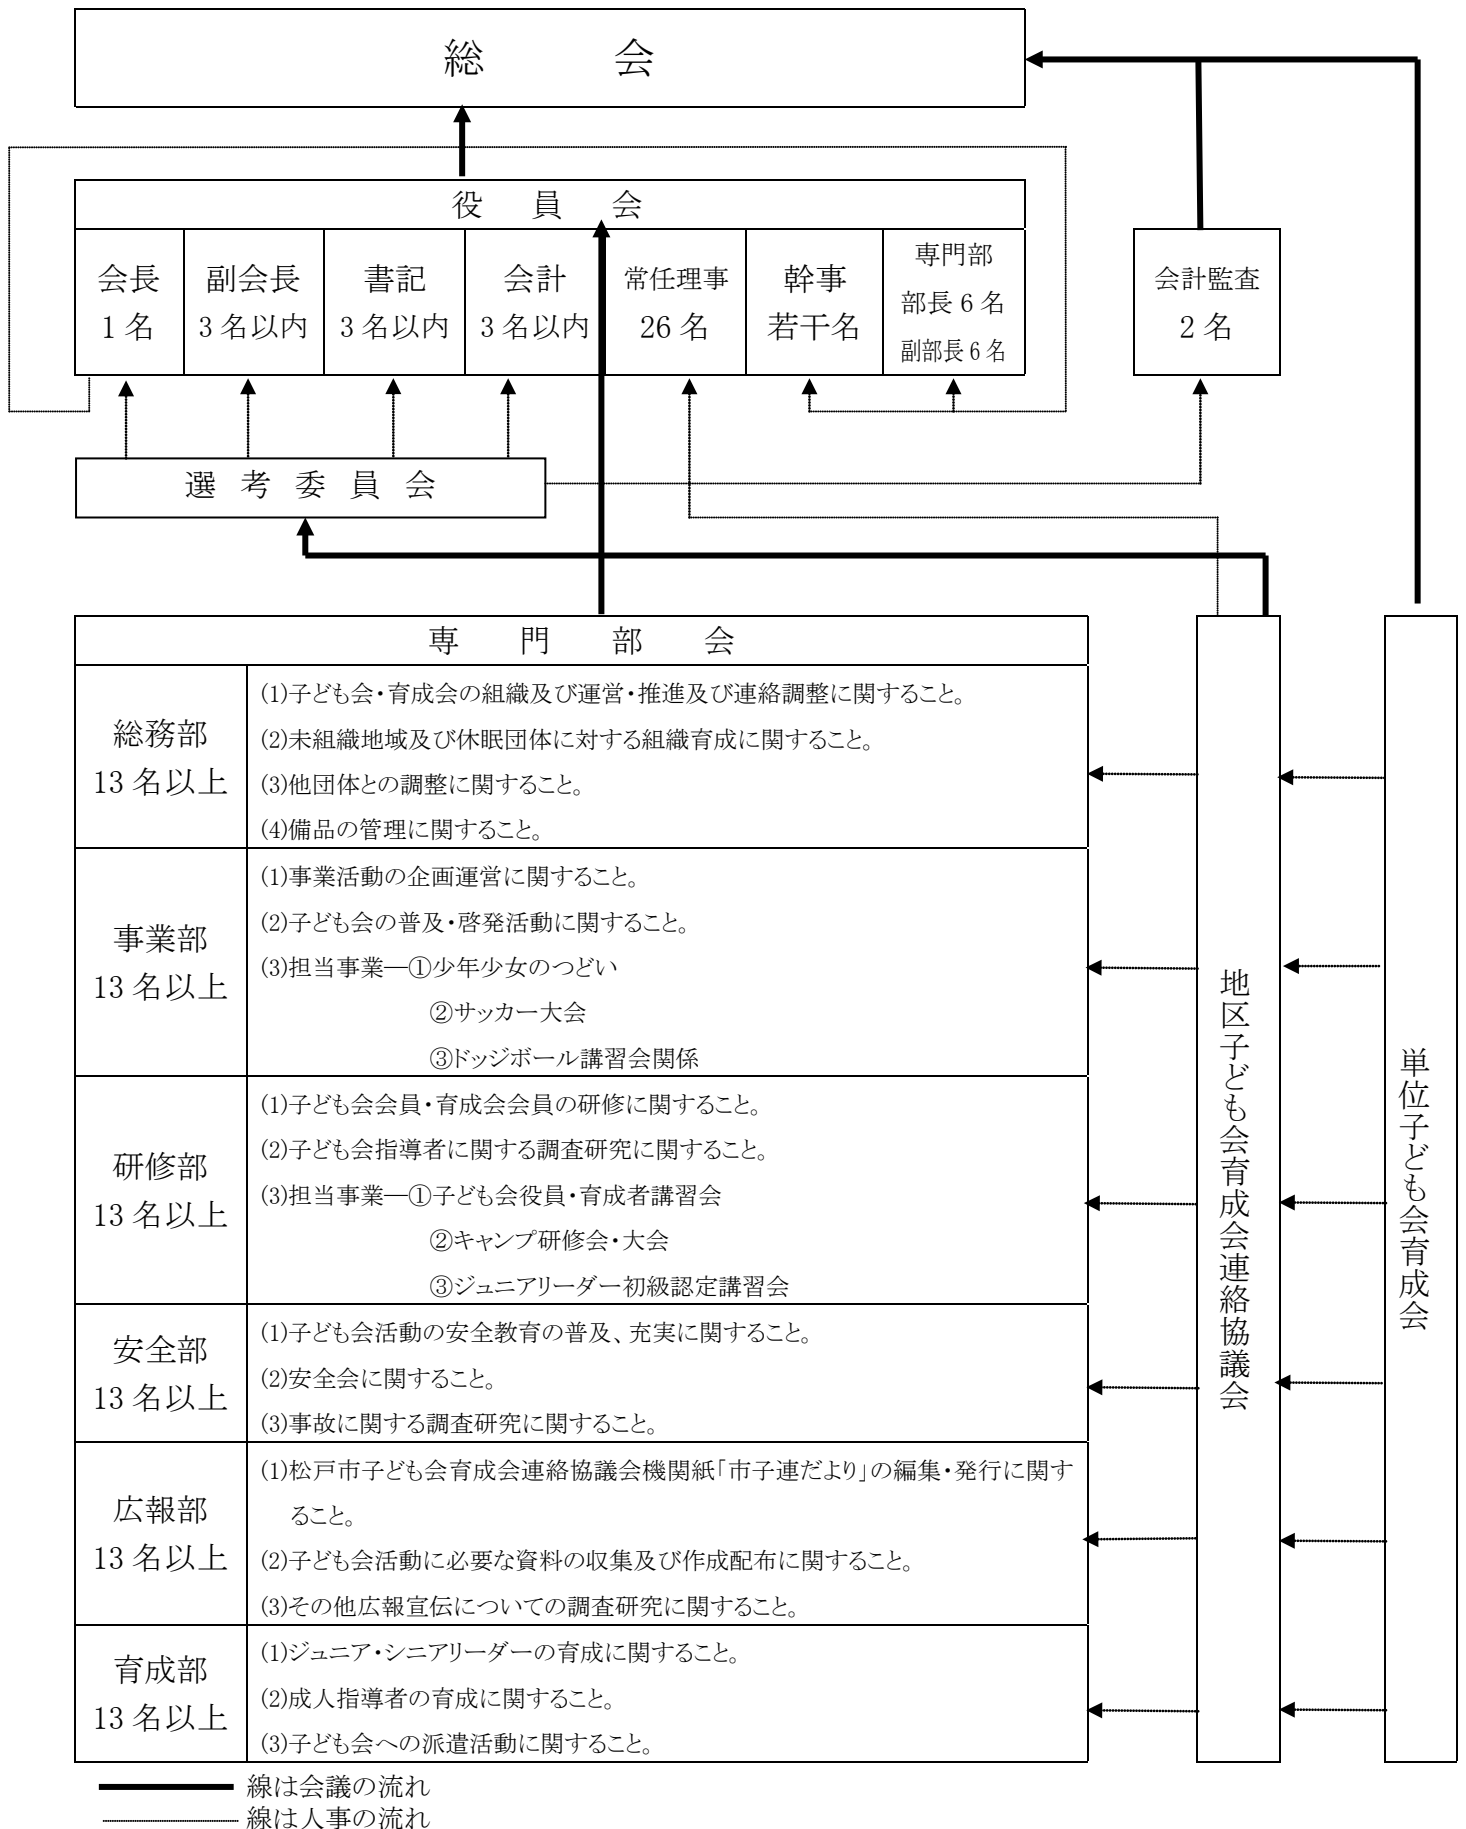 総会
役員会
会長
1名
副会長
3名以内
書記
3名以内
会計
3名以内
常任理事
26名
幹事
若干名
専門部
部長6名
副部長6名
会計監査
2名
選考委員会
専門部会
総務部
13名以上
(1)子ども会・育成会の組織及び運営・推進及び連絡調整に関すること。
(2)未組織地域及び休眠団体に対する組織育成に関すること。
(3)他団体との調整に関すること。
(4)備品の管理に関すること。
事業部
13名以上
(1)事業活動の企画運営に関すること。
(2)子ども会の普及・啓発活動に関すること。
(3)担当事業―①少年少女のつどい
②サッカー大会
③ドッジボール講習会関係
研修部
13名以上
(1)子ども会会員・育成会会員の研修に関すること。
(2)子ども会指導者に関する調査研究に関すること。
(3)担当事業―①子ども会役員・育成者講習会
②キャンプ研修会・大会
③ジュニアリーダー初級認定講習会
安全部
13名以上
(1)子ども会活動の安全教育の普及、充実に関すること。
(2)安全会に関すること。
(3)事故に関する調査研究に関すること。
広報部
13名以上
(1)松戸市子ども会育成会連絡協議会機関紙「市子連だより」の編集・発行に関す
ること。
(2)子ども会活動に必要な資料の収集及び作成配布に関すること。
(3)その他広報宣伝についての調査研究に関すること。
育成部
13名以上
(1)ジュニア・シニアリーダーの育成に関すること。
(2)成人指導者の育成に関すること。
(3)子ども会への派遣活動に関すること。
地区子ども会育成会連絡協議会
単位子ども会育成会
線は会議の流れ
線は人事の流れ